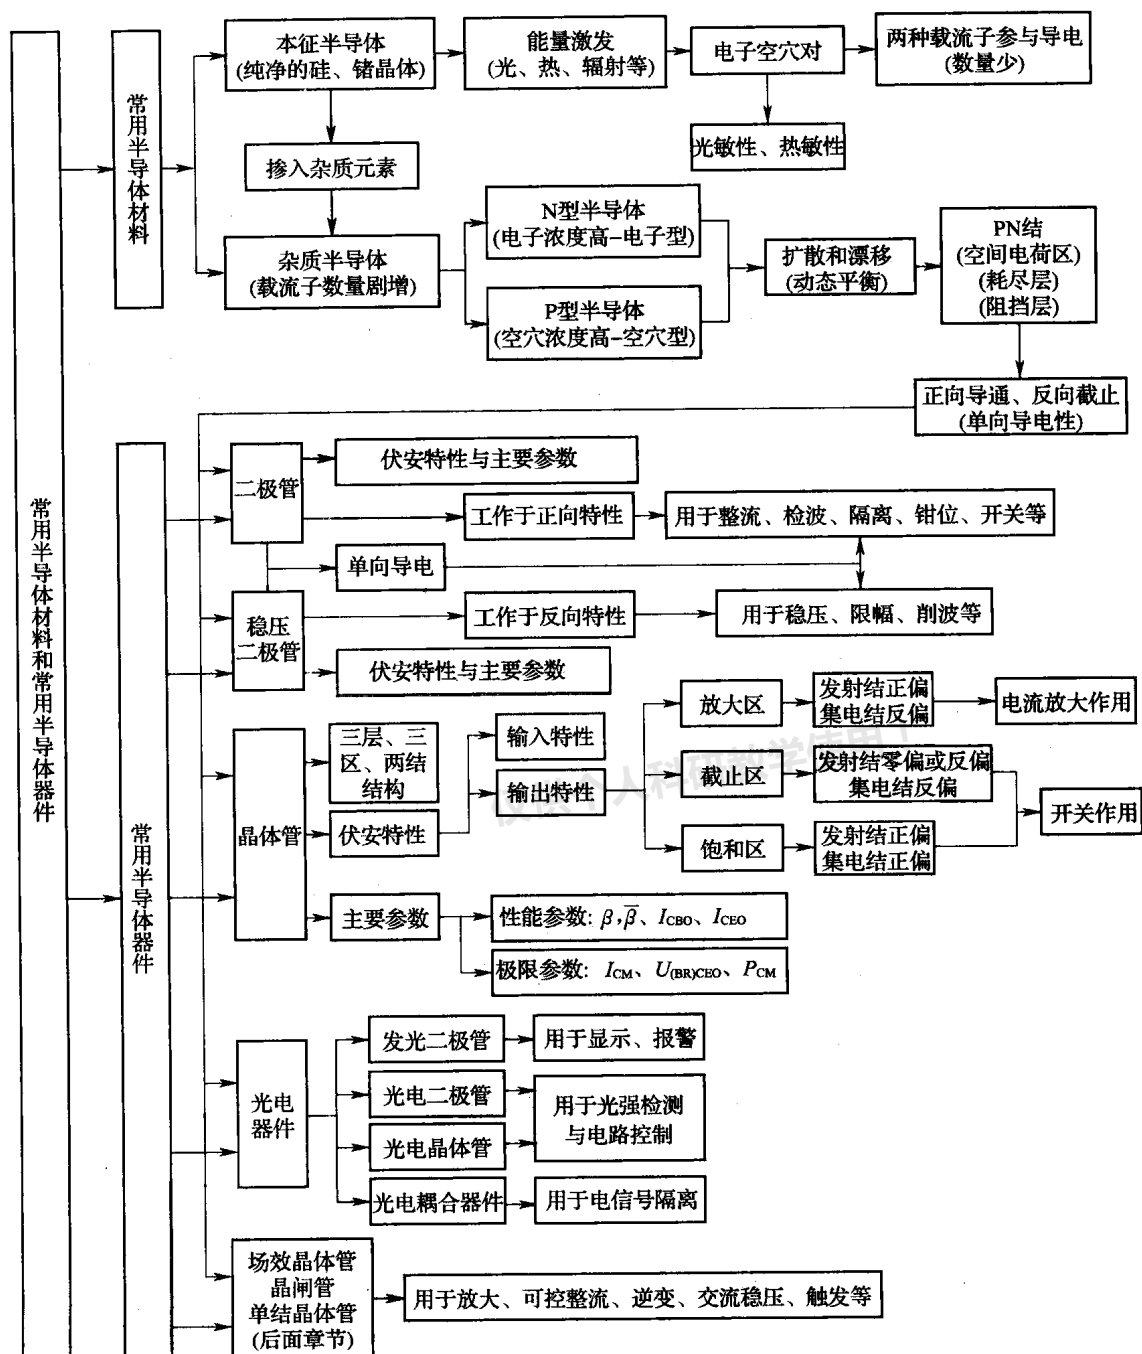 常用半导体材料和常用半导体器件
常用半导体材料
本征半导体
(纯净的硅、锗晶体)
能量激发
(光、热、辐射等)
电子空穴对
两种载流子参与导电
(数量少)
光敏性、热敏性
掺入杂质元素
杂质半导体
(载流子数量剧增)
N型半导体
(电子浓度高-电子型)
P型半导体
(空穴浓度高-空穴型)
扩散和漂移
(动态平衡)
PN结
(空间电荷区)
(耗尽层)
(阻挡层)
正向导通、反向截止
(单向导电性)
常用半导体器件
二极管
伏安特性与主要参数
工作于正向特性
用于整流、检波、隔离、钳位、开关等
单向导电
稳压
二极管
工作于反向特性
用于稳压、限幅、削波等
伏安特性与主要参数
晶体管
三层、三
区、两结
结构
伏安特性
输入特性
输出特性
放大区
发射结正偏
集电结反偏
电流放大作用
截止区
发射结零偏或反偏
集电结反偏
饱和区
发射结正偏
集电结正偏
开关作用
主要参数
性能参数: β,β̅、I_CBO、I_CEO
极限参数: I_CM、U_(BR)CEO、P_CM
光电
器件
发光二极管
用于显示、报警
光电二极管
光电晶体管
用于光强检测
与电路控制
光电耦合器件
用于电信号隔离
场效晶体管
晶闸管
单结晶体管
(后面章节)
用于放大、可控整流、逆变、交流稳压、触发等